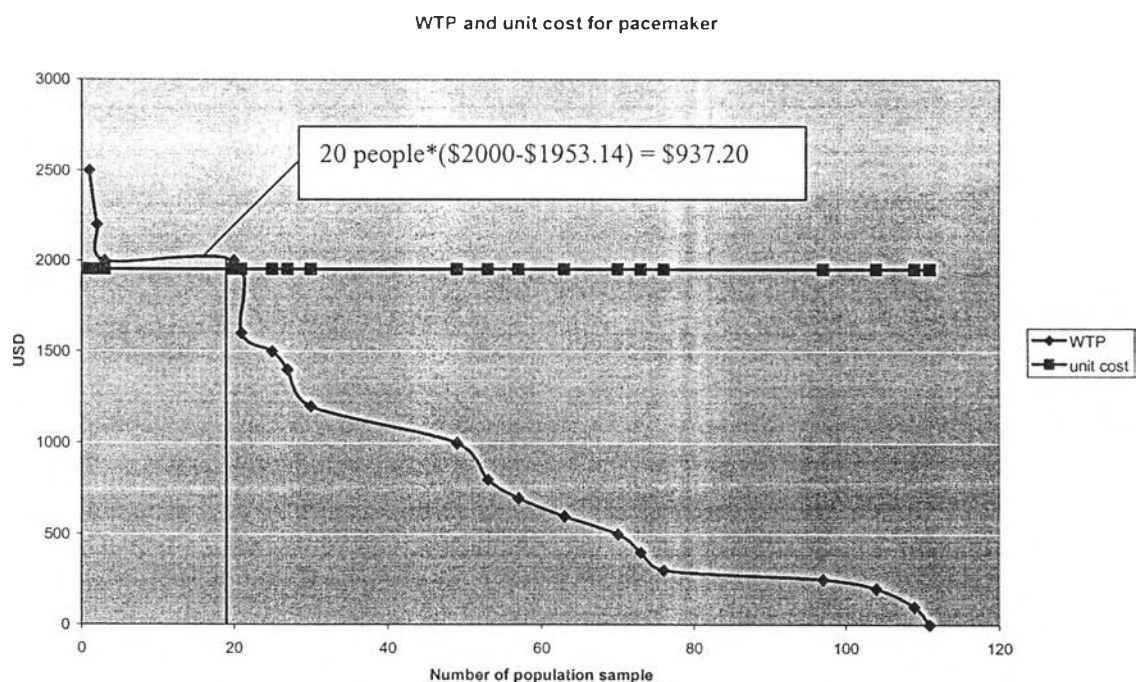 WTP and unit cost for pacemaker
3000
2500
2000
1500
1000
500
0
USD
20 people*($2000-$1953.14) = $937.20
WTP
unit cost
0
20
40
60
80
100
120
Number of population sample